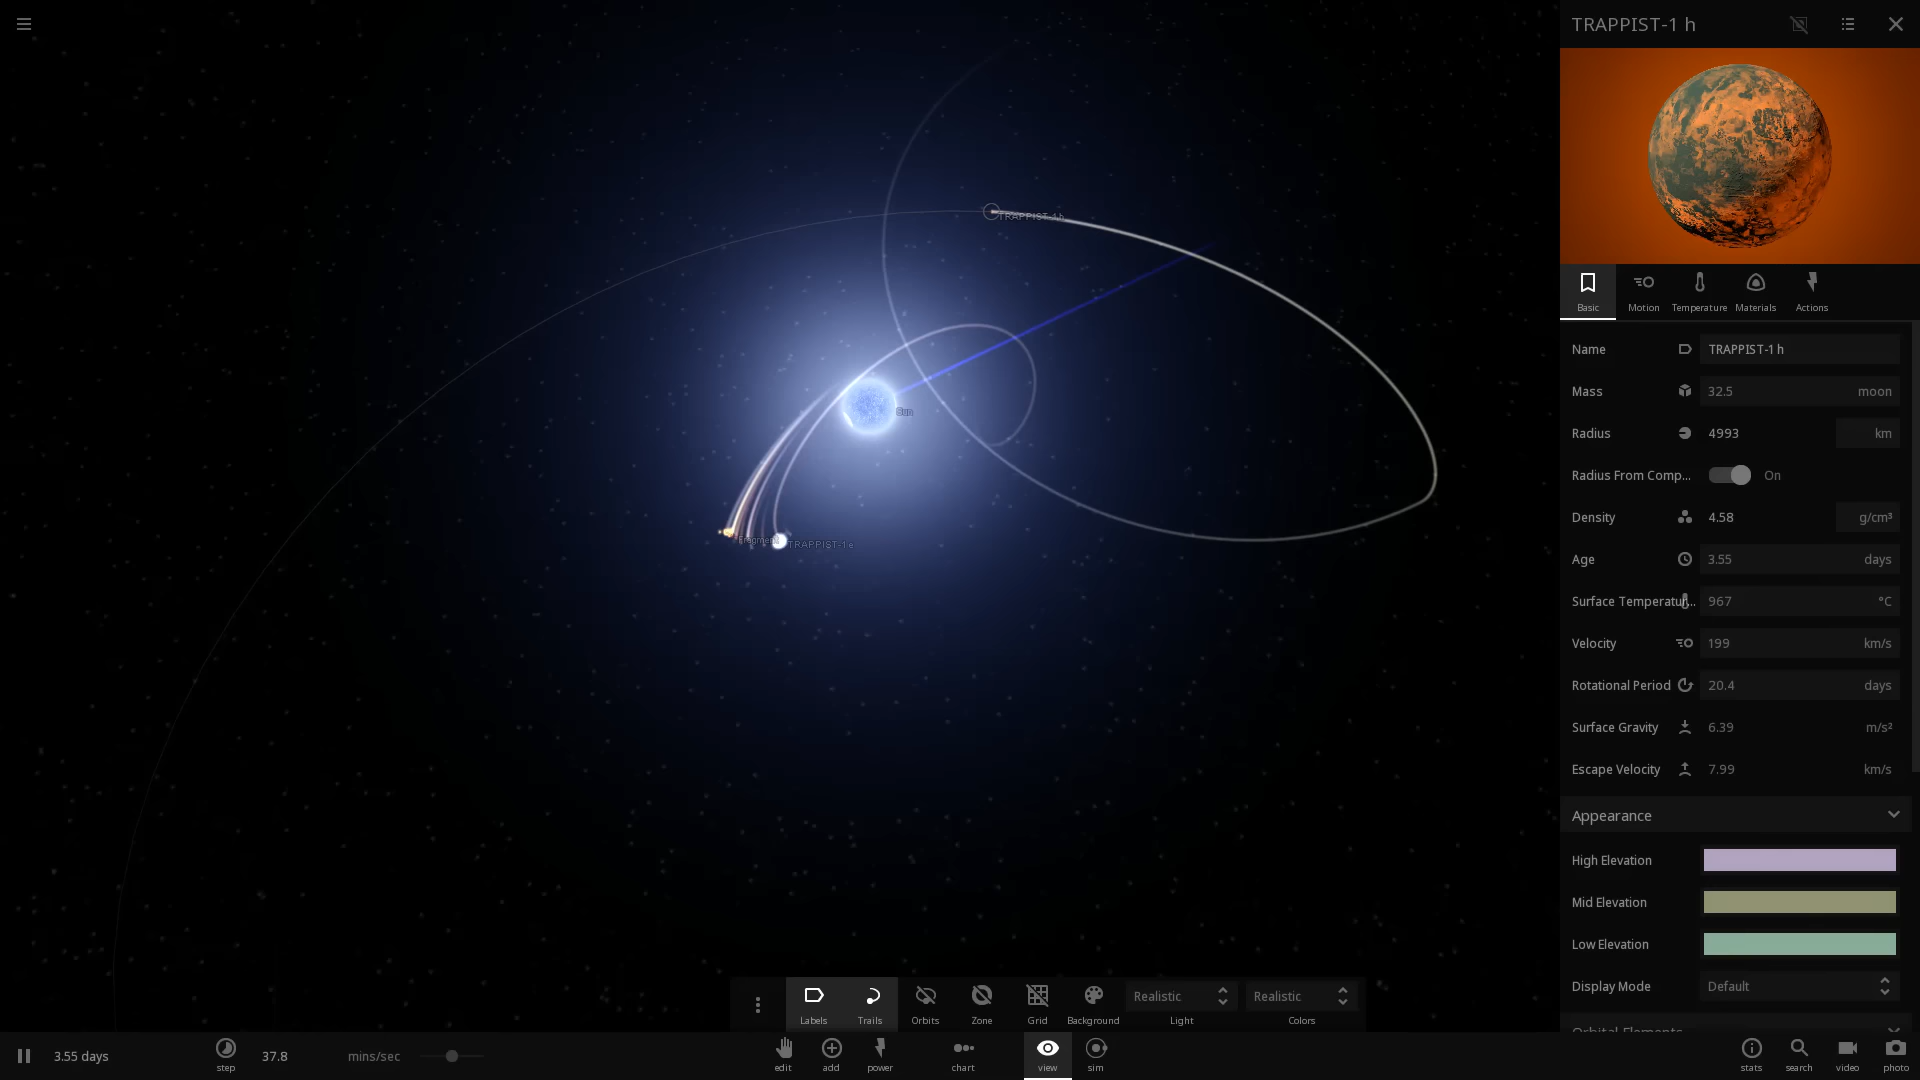 TRAPPIST-1 h
TRAPPIST-1 h
Sun
Fragment
TRAPPIST-1 e
Basic
Motion
Temperature
Materials
Actions
Name
TRAPPIST-1 h
Mass
32.5
moon
Radius
4993
km
Radius From Comp...
On
Density
4.58
g/cm³
Age
3.55
days
Surface Temperatur...
967
°C
Velocity
199
km/s
Rotational Period
20.4
days
Surface Gravity
6.39
m/s²
Escape Velocity
7.99
km/s
Appearance
High Elevation
Mid Elevation
Low Elevation
Display Mode
Default
Orbital Elements
Labels
Trails
Orbits
Zone
Grid
Background
Realistic
Light
Realistic
Colors
3.55 days
step
37.8
mins/sec
edit
add
power
chart
view
sim
stats
search
video
photo